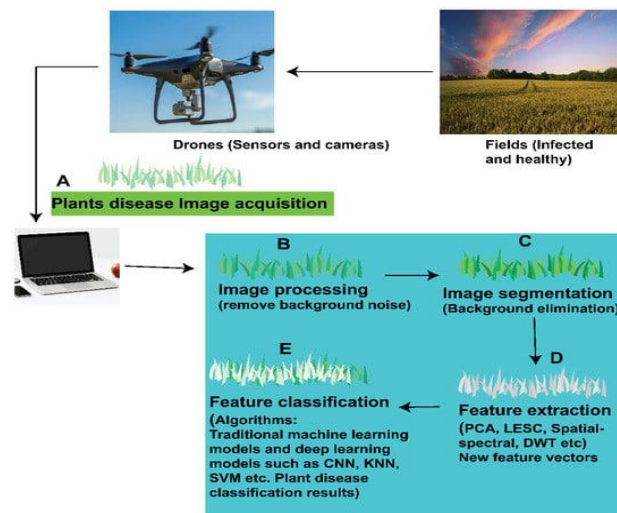 Drones (Sensors and cameras)
Fields (Infected
and healthy)
A
Plants disease Image acquisition
B
Image processing
(remove background noise)
C
Image segmentation
(Background elimination)
D
Feature extraction
(PCA, LESC, Spatial-
spectral, DWT etc)
New feature vectors
E
Feature classification
(Algorithms:
Traditional machine learning
models and deep learning
models such as CNN, KNN,
SVM etc. Plant disease
classification results)